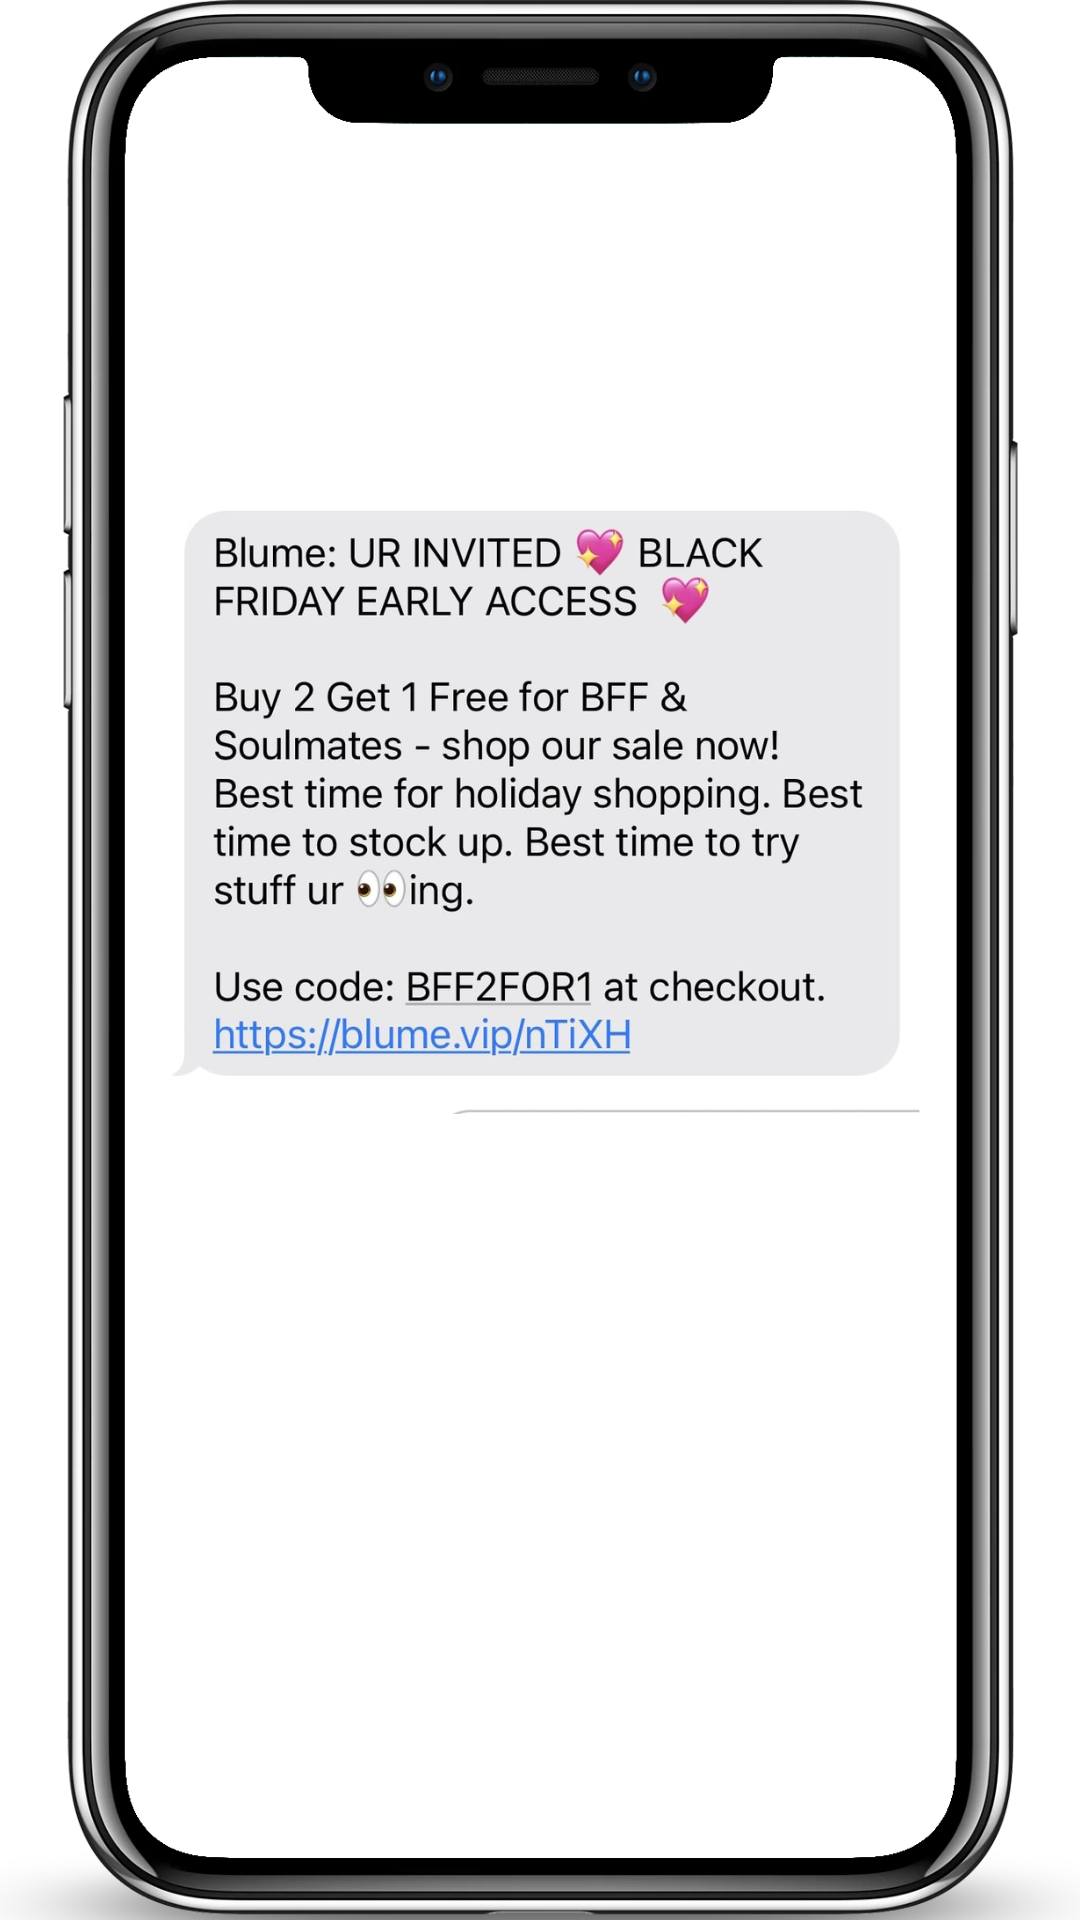 Blume: UR INVITED 💖 BLACK
FRIDAY EARLY ACCESS 💖
Buy 2 Get 1 Free for BFF &
Soulmates - shop our sale now!
Best time for holiday shopping. Best
time to stock up. Best time to try
stuff ur 👀ing.
Use code: BFF2FOR1 at checkout.
https://blume.vip/nTiXH